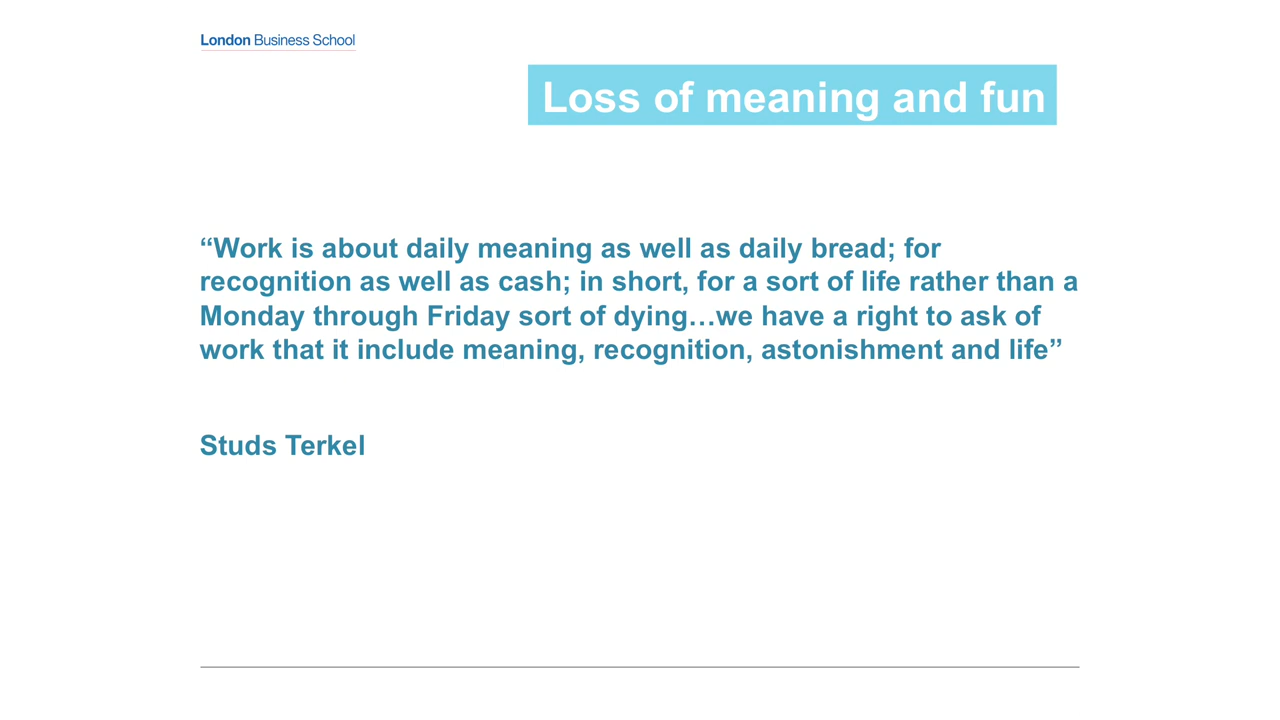 London Business School
Loss of meaning and fun
“Work is about daily meaning as well as daily bread; for
recognition as well as cash; in short, for a sort of life rather than a
Monday through Friday sort of dying…we have a right to ask of
work that it include meaning, recognition, astonishment and life”
Studs Terkel